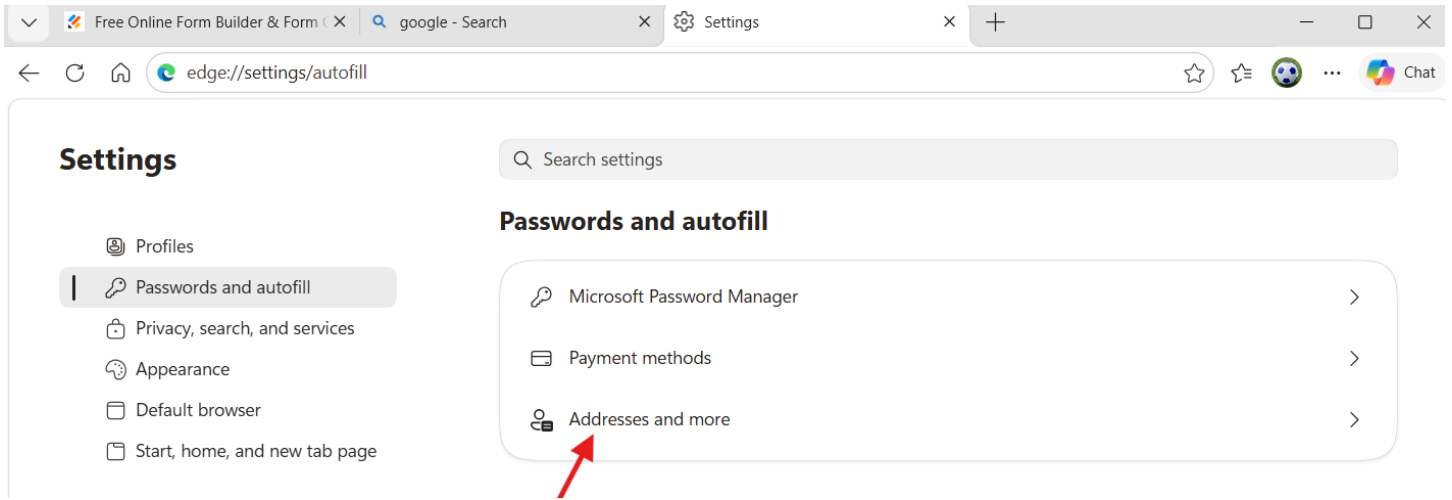 Free Online Form Builder & Form
google - Search
Settings
edge://settings/autofill
Chat
Settings
Search settings
Passwords and autofill
Profiles
Passwords and autofill
Privacy, search, and services
Appearance
Default browser
Start, home, and new tab page
Microsoft Password Manager
Payment methods
Addresses and more